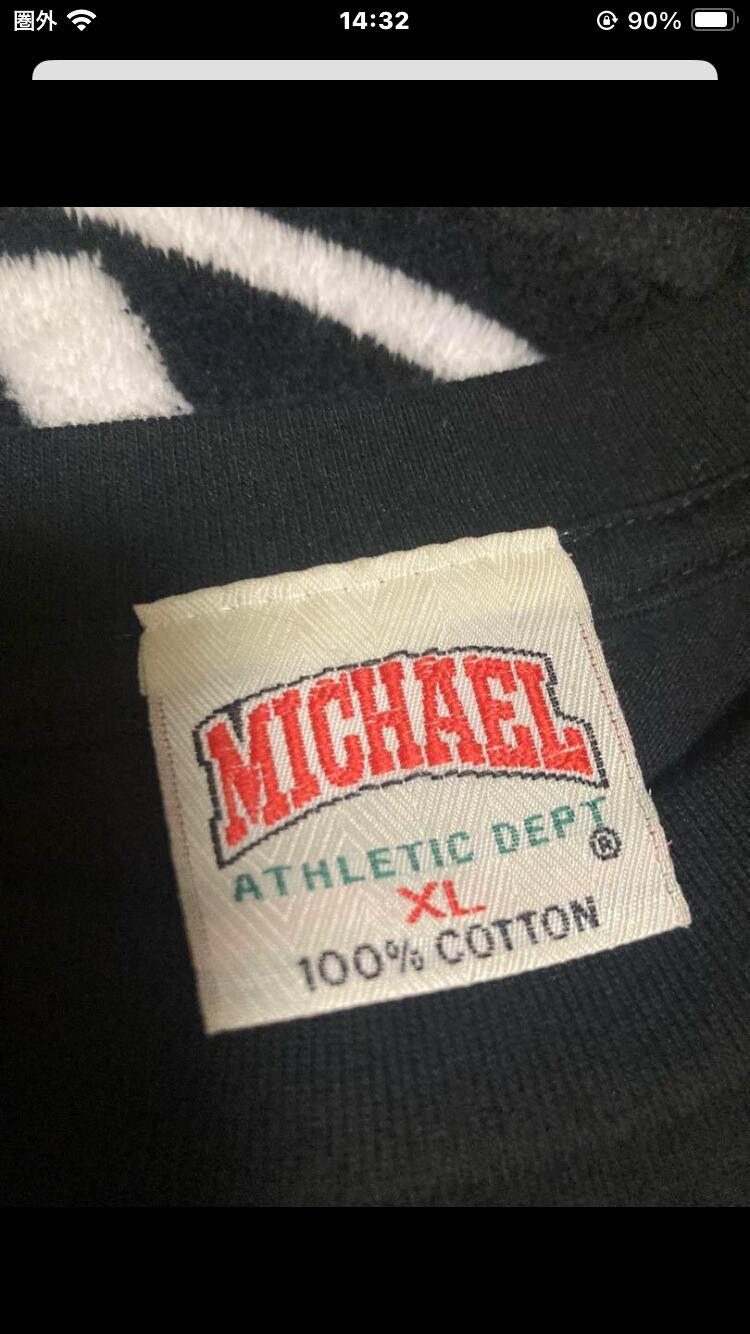 圏外 14:32 90%
MICHAEL
ATHLETIC DEPT
®
XL
100% COTTON